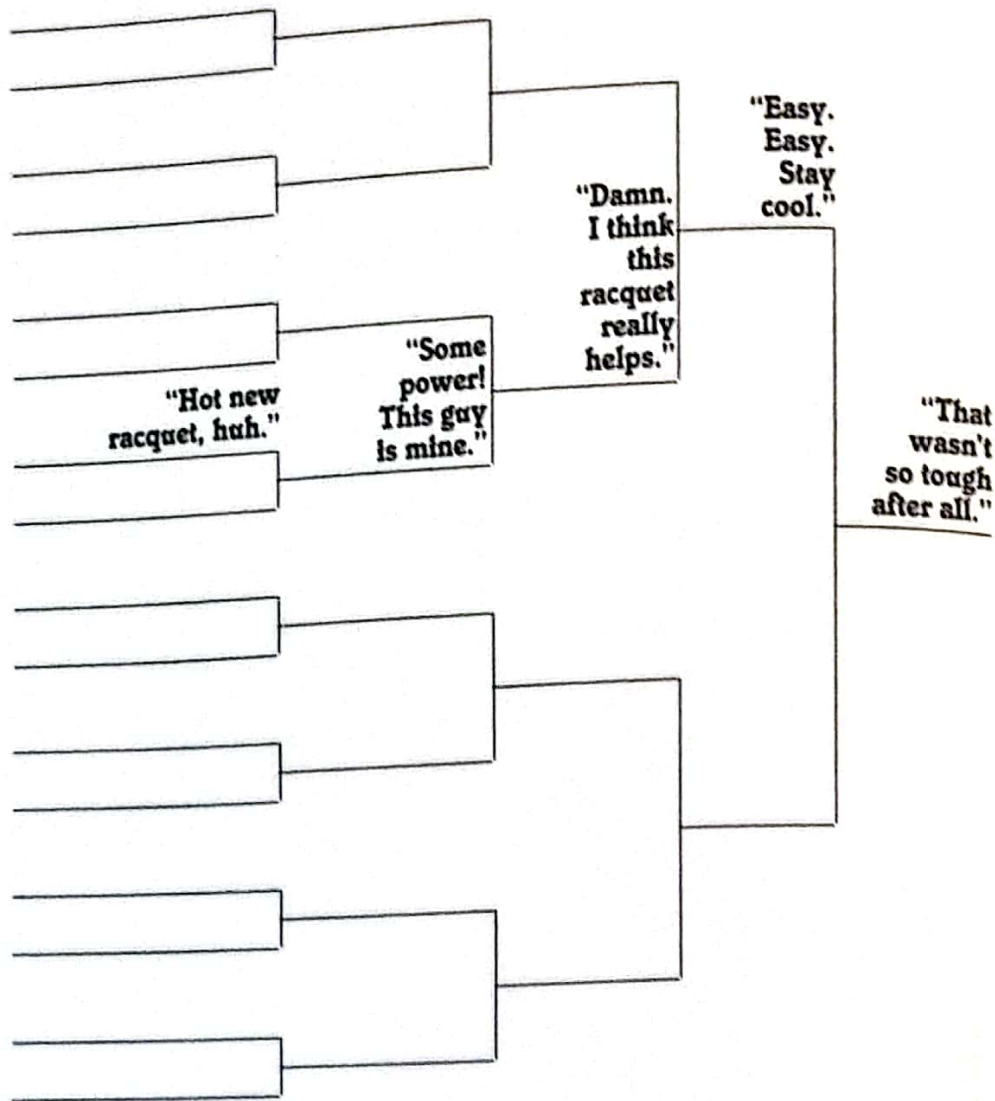 “Hot new
racquet, huh.”
“Some
power!
This guy
is mine.”
“Damn.
I think
this
racquet
really
helps.”
“Easy.
Easy.
Stay
cool.”
“That
wasn't
so tough
after all.”